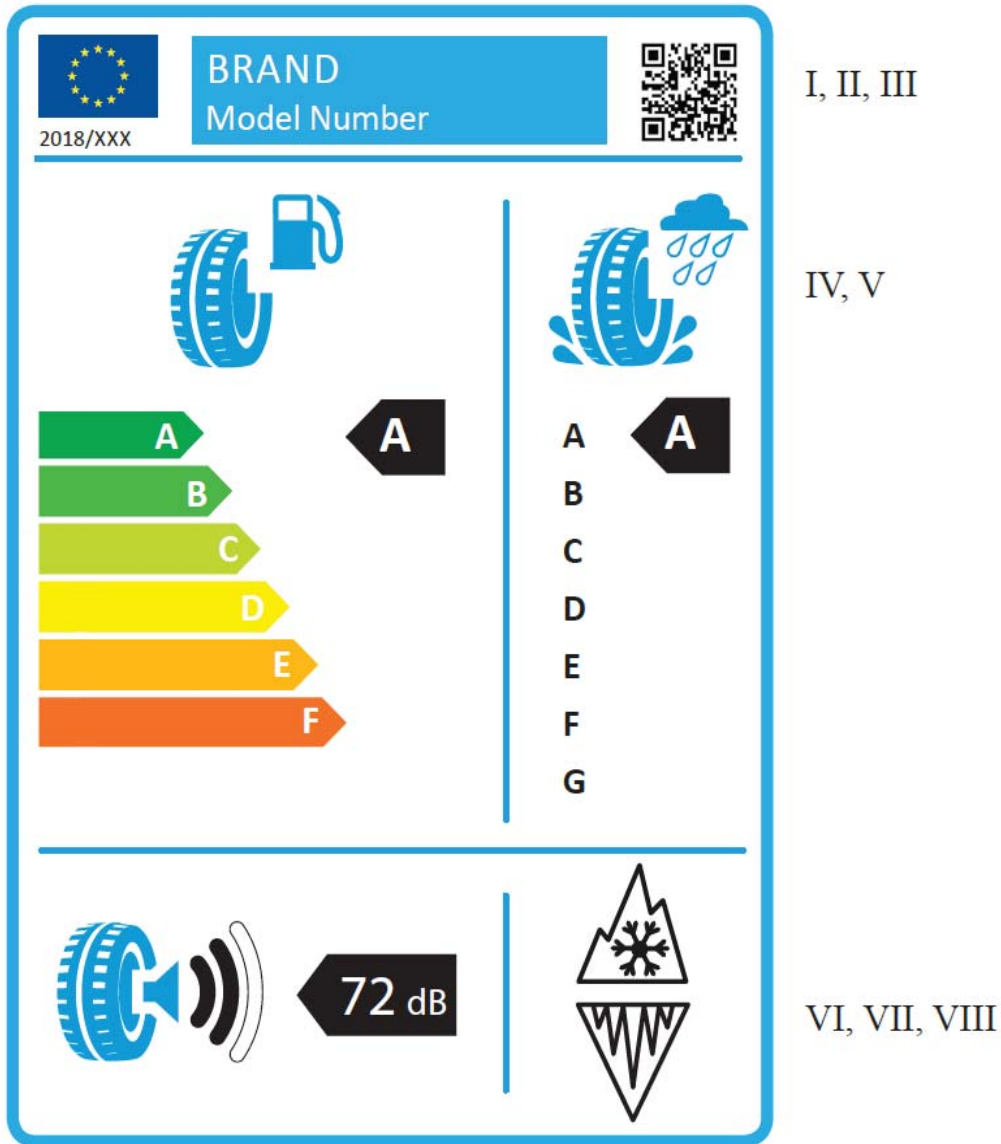 BRAND
Model Number
2018/XXX
I, II, III
IV, V
A
A
A
A
B
B
C
C
D
D
E
E
F
F
G
72 dB
VI, VII, VIII